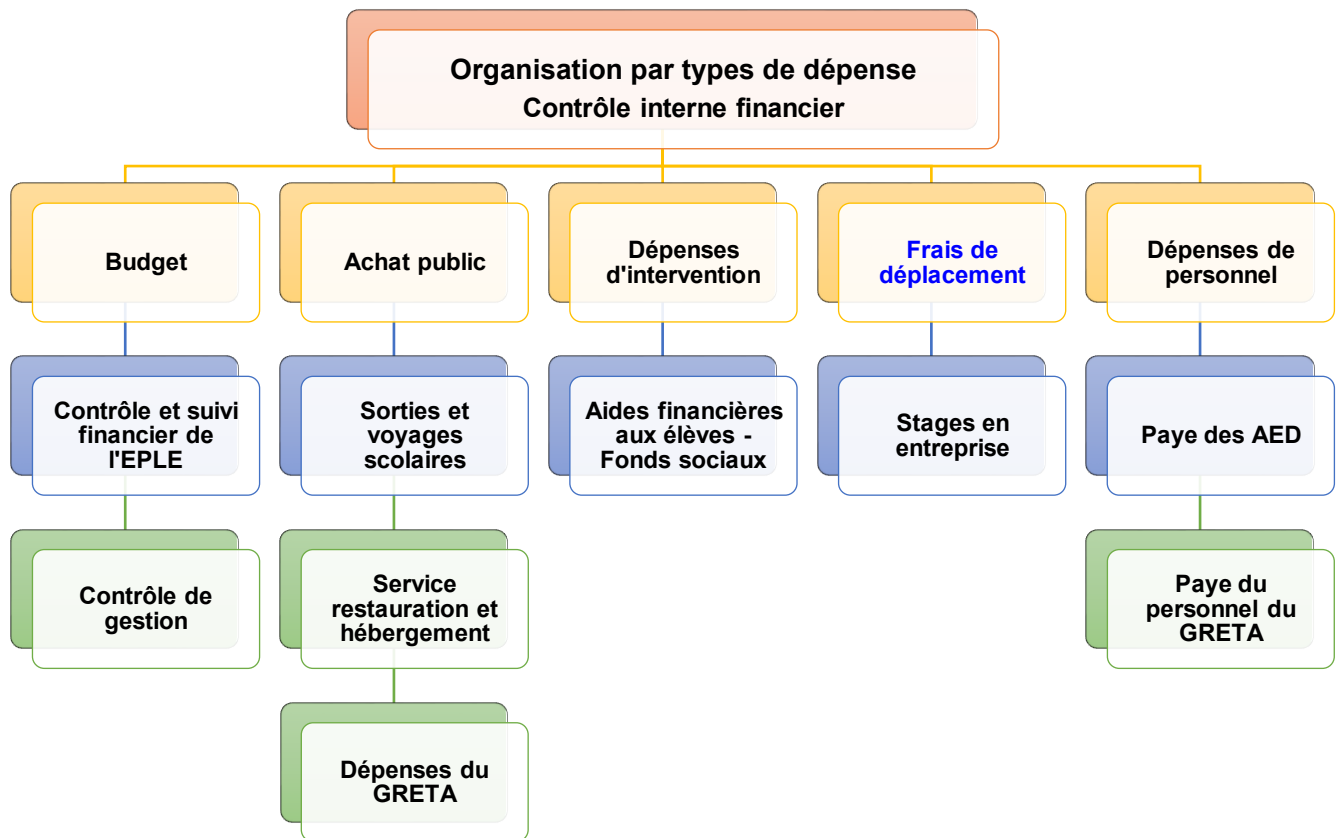 Organisation par types de dépense
Contrôle interne financier
Budget
Achat public
Dépenses
d'intervention
Frais de
déplacement
Dépenses de
personnel
Contrôle et suivi
financier de
l'EPLE
Sorties et
voyages
scolaires
Aides financières
aux élèves -
Fonds sociaux
Stages en
entreprise
Paye des AED
Contrôle de
gestion
Service
restauration et
hébergement
Paye du
personnel du
GRETA
Dépenses du
GRETA